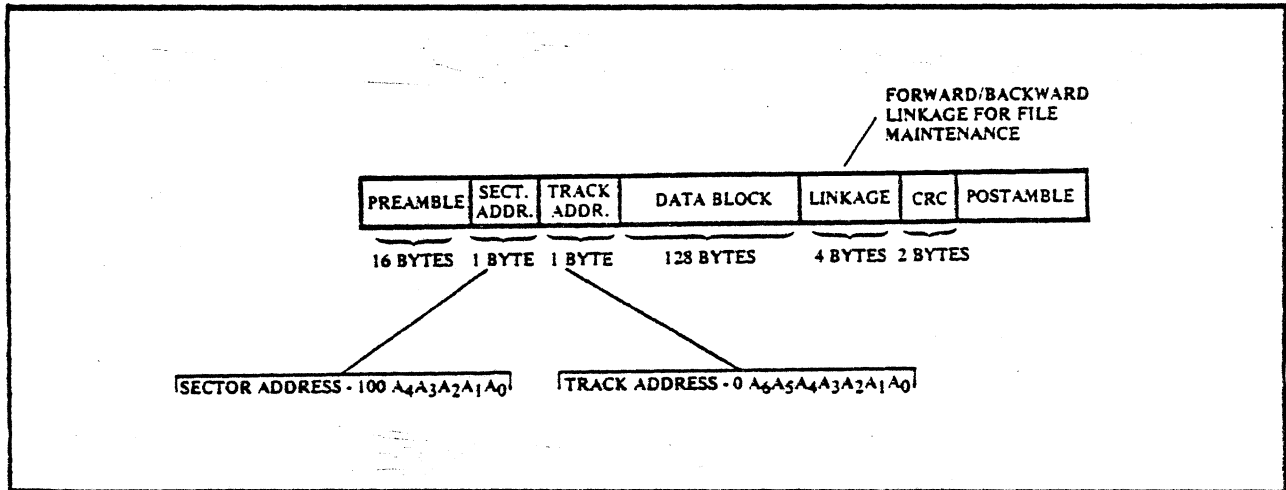 FORWARD/BACKWARD
LINKAGE FOR FILE
MAINTENANCE
PREAMBLE SECT. ADDR. TRACK ADDR. DATA BLOCK LINKAGE CRC POSTAMBLE
16 BYTES 1 BYTE 1 BYTE 128 BYTES 4 BYTES 2 BYTES
SECTOR ADDRESS - 100 A4A3A2A1A0 TRACK ADDRESS - 0 A6A5A4A3A2A1A0